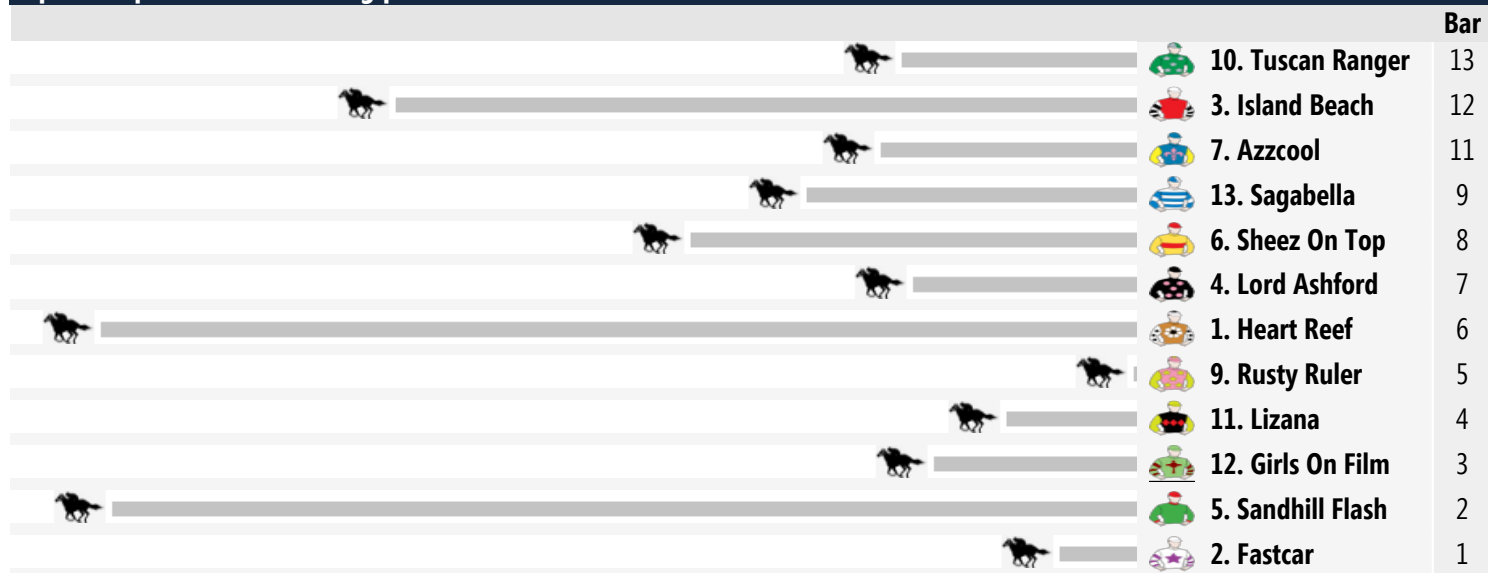 Bar
10. Tuscan Ranger 13
3. Island Beach 12
7. Azzcool 11
13. Sagabella 9
6. Sheez On Top 8
4. Lord Ashford 7
1. Heart Reef 6
9. Rusty Ruler 5
11. Lizana 4
12. Girls On Film 3
5. Sandhill Flash 2
2. Fastcar 1